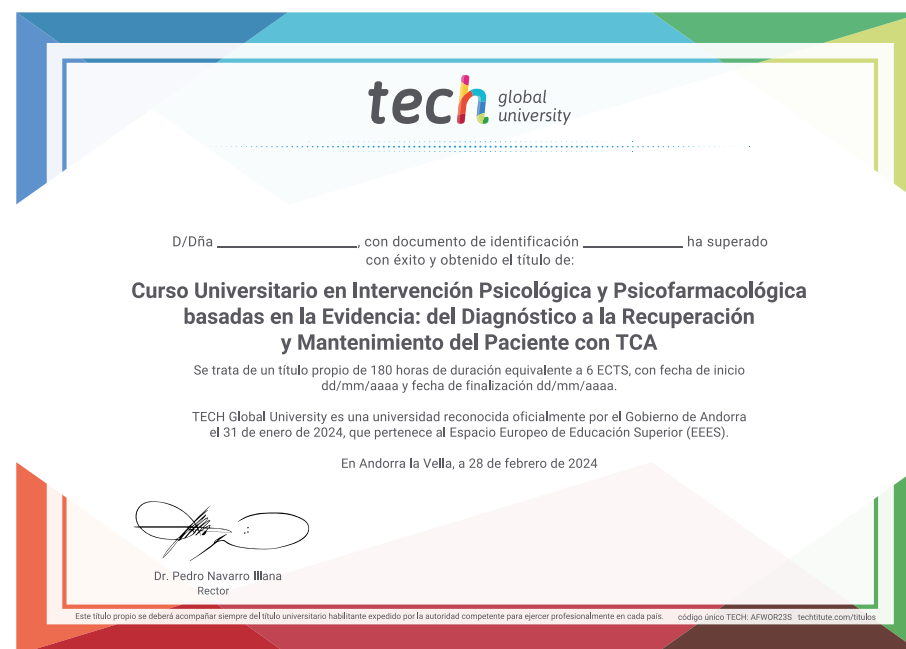 tech global university
D/Dña ____________________, con documento de identificación ______________ ha superado
con éxito y obtenido el título de:
Curso Universitario en Intervención Psicológica y Psicofarmacológica
basadas en la Evidencia: del Diagnóstico a la Recuperación
y Mantenimiento del Paciente con TCA
Se trata de un título propio de 180 horas de duración equivalente a 6 ECTS, con fecha de inicio
dd/mm/aaaa y fecha de finalización dd/mm/aaaa.
TECH Global University es una universidad reconocida oficialmente por el Gobierno de Andorra
el 31 de enero de 2024, que pertenece al Espacio Europeo de Educación Superior (EEES).
En Andorra la Vella, a 28 de febrero de 2024
Dr. Pedro Navarro Illana
Rector
Este título propio se deberá acompañar siempre del título universitario habilitante expedido por la autoridad competente para ejercer profesionalmente en cada país. código único TECH: AFWOR23S techtitute.com/titulos